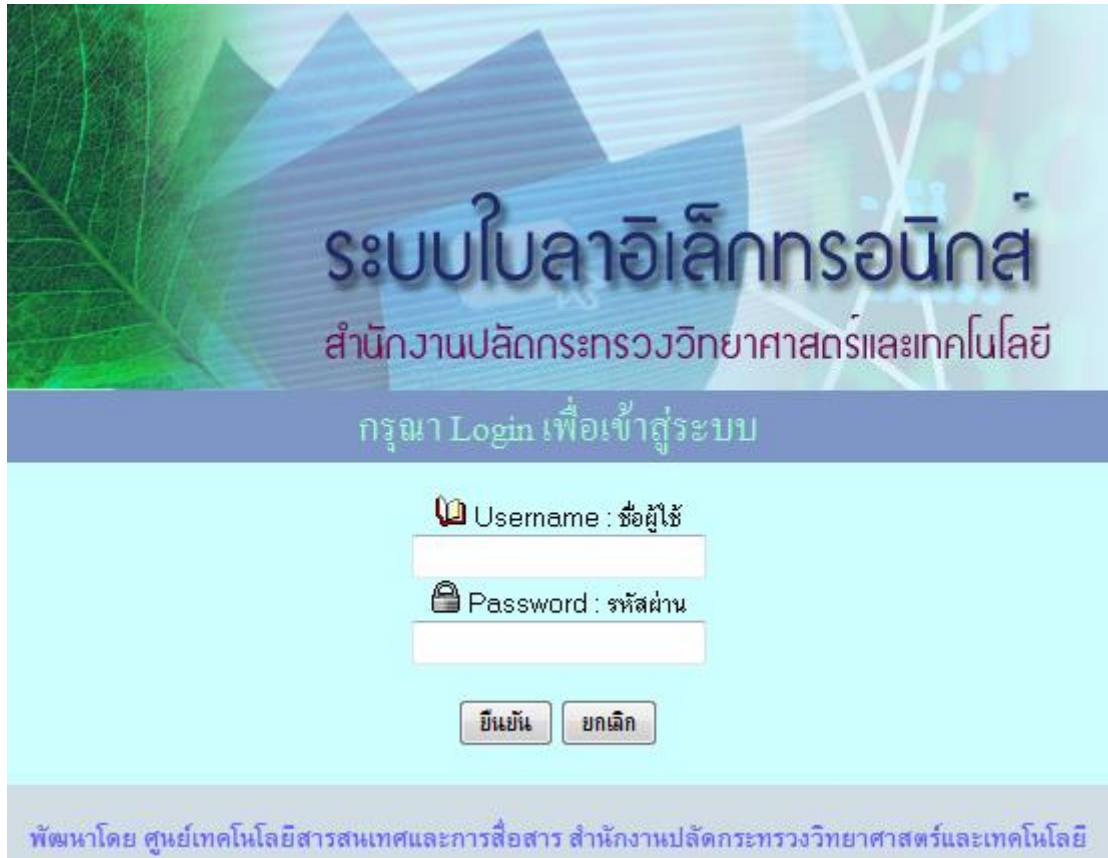 ระบบใบลาอิเล็กทรอนิกส์
สำนักงานปลัดกระทรวงวิทยาศาสตร์และเทคโนโลยี
กรุณา Login เพื่อเข้าสู่ระบบ
Username : ชื่อผู้ใช้
Password : รหัสผ่าน
ยืนยัน ยกเลิก
พัฒนาโดย ศูนย์เทคโนโลยีสารสนเทศและการสื่อสาร สำนักงานปลัดกระทรวงวิทยาศาสตร์และเทคโนโลยี